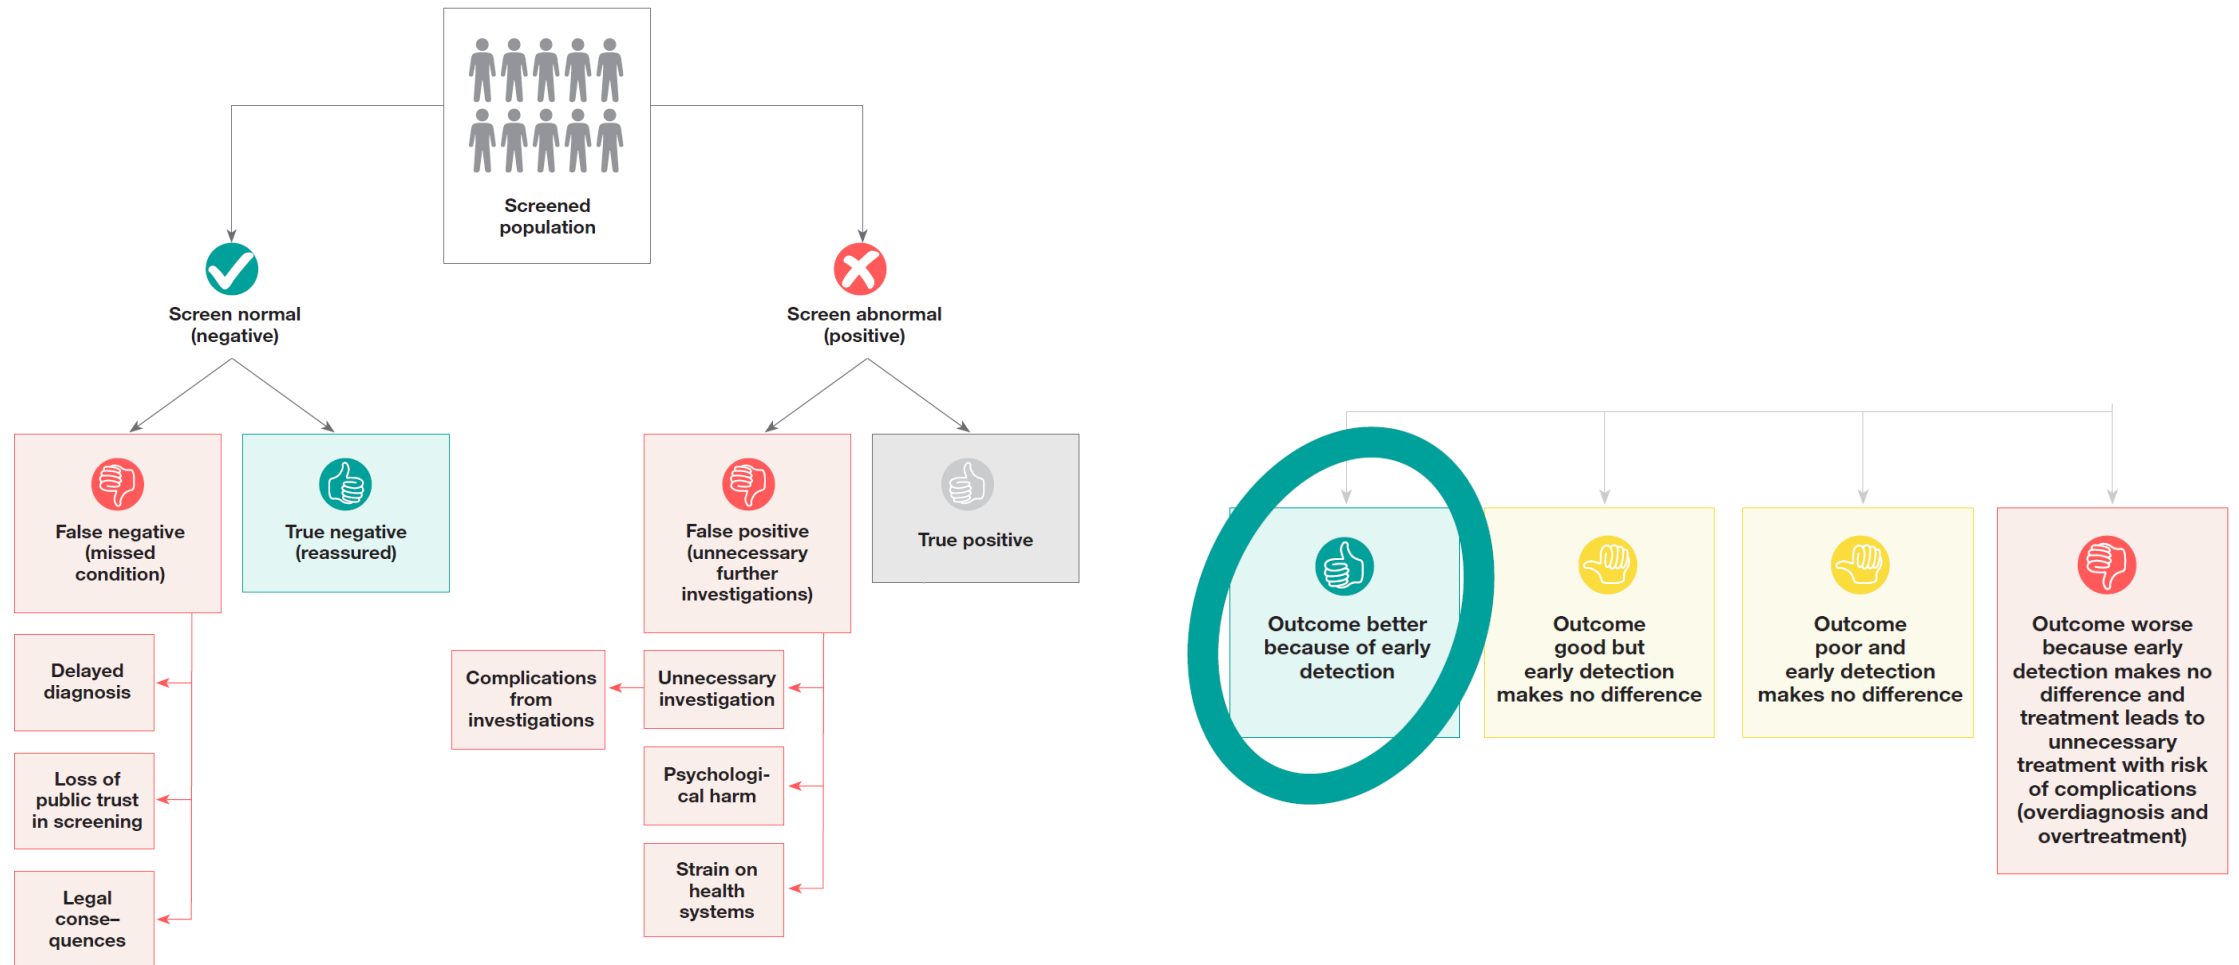 Screened
population
Screen normal
(negative)
Screen abnormal
(positive)
False negative
(missed
condition)
True negative
(reassured)
False positive
(unnecessary
further
investigations)
True positive
Delayed
diagnosis
Loss of
public trust
in screening
Legal
conse–
quences
Complications
from
investigations
Unnecessary
investigation
Psychologi-
cal harm
Strain on
health
systems
Outcome better
because of early
detection
Outcome
good but
early detection
makes no difference
Outcome
poor and
early detection
makes no difference
Outcome worse
because early
detection makes no
difference and
treatment leads to
unnecessary
treatment with risk
of complications
(overdiagnosis and
overtreatment)